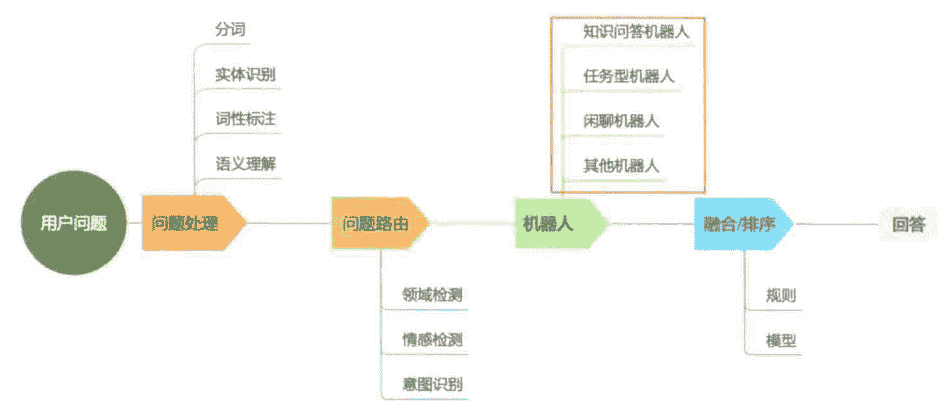 分词
实体识别
词性标注
语义理解
知识问答机器人
任务型机器人
闲聊机器人
其他机器人
用户问题
问题处理
问题路由
机器人
融合/排序
回答
领域检测
情感检测
意图识别
规则
模型